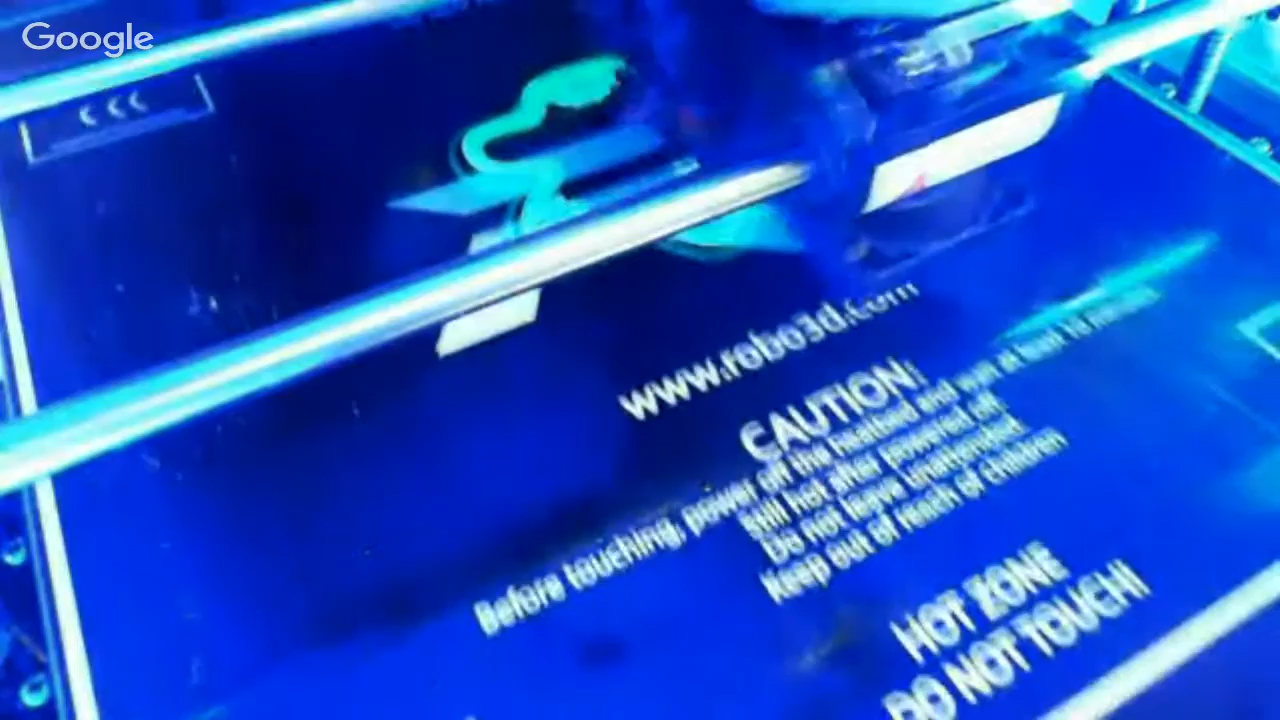 Google
www.robo3d.com
CAUTION!
Before touching, power off the heatbed and wait at least 10 minutes
Still hot after powered off
Do not leave unattended
Keep out of reach of children
HOT ZONE
DO NOT TOUCH!